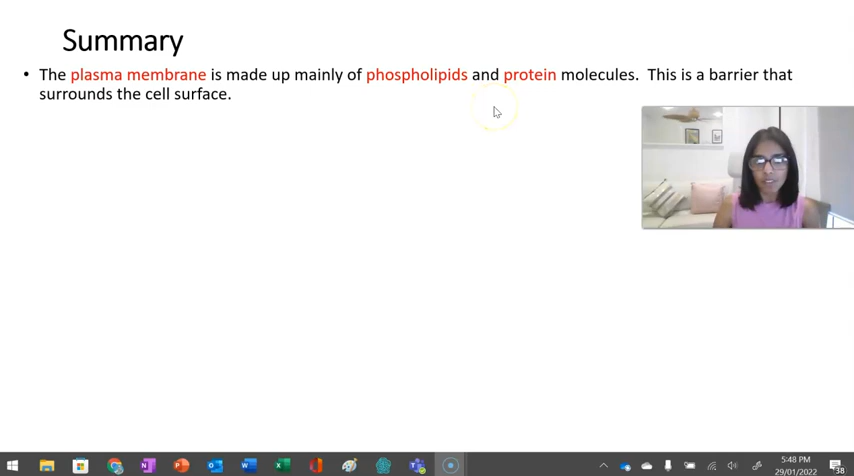 Summary
• The plasma membrane is made up mainly of phospholipids and protein molecules. This is a barrier that
surrounds the cell surface.
5:48 PM
29/01/2022
38